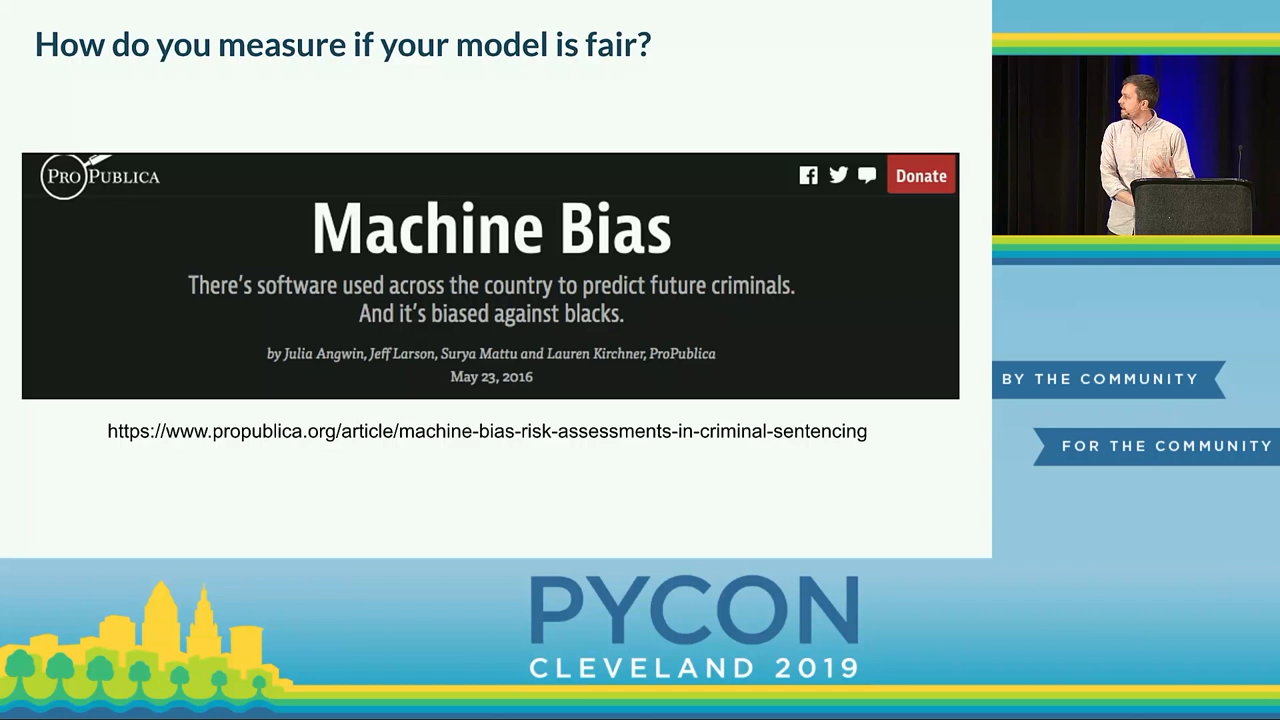 How do you measure if your model is fair?
PROPUBLICA
Donate
Machine Bias
There's software used across the country to predict future criminals.
And it's biased against blacks.
by Julia Angwin, Jeff Larson, Surya Mattu and Lauren Kirchner, ProPublica
May 23, 2016
https://www.propublica.org/article/machine-bias-risk-assessments-in-criminal-sentencing
BY THE COMMUNITY
FOR THE COMMUNITY
PYCON
CLEVELAND 2019